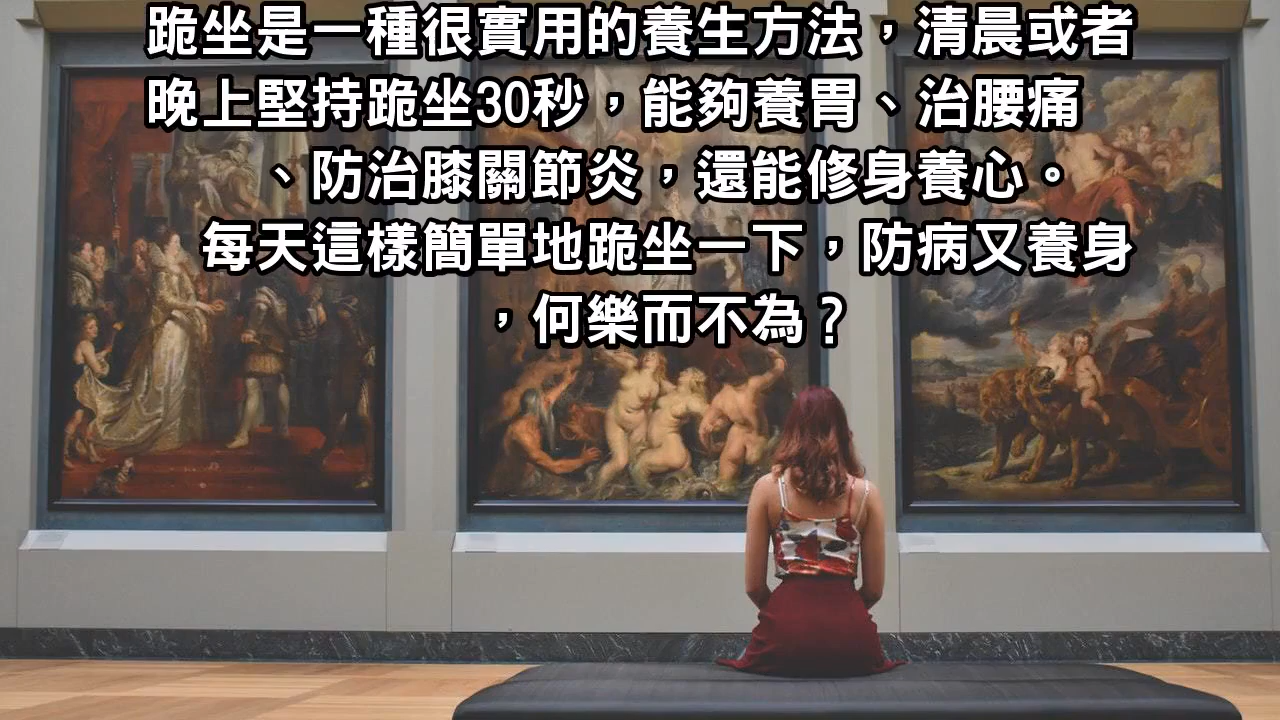 跪坐是一種很實用的養生方法，清晨或者
晚上堅持跪坐30秒，能夠養胃、治腰痛
、防治膝關節炎，還能修身養心。
每天這樣簡單地跪坐一下，防病又養身
，何樂而不為？